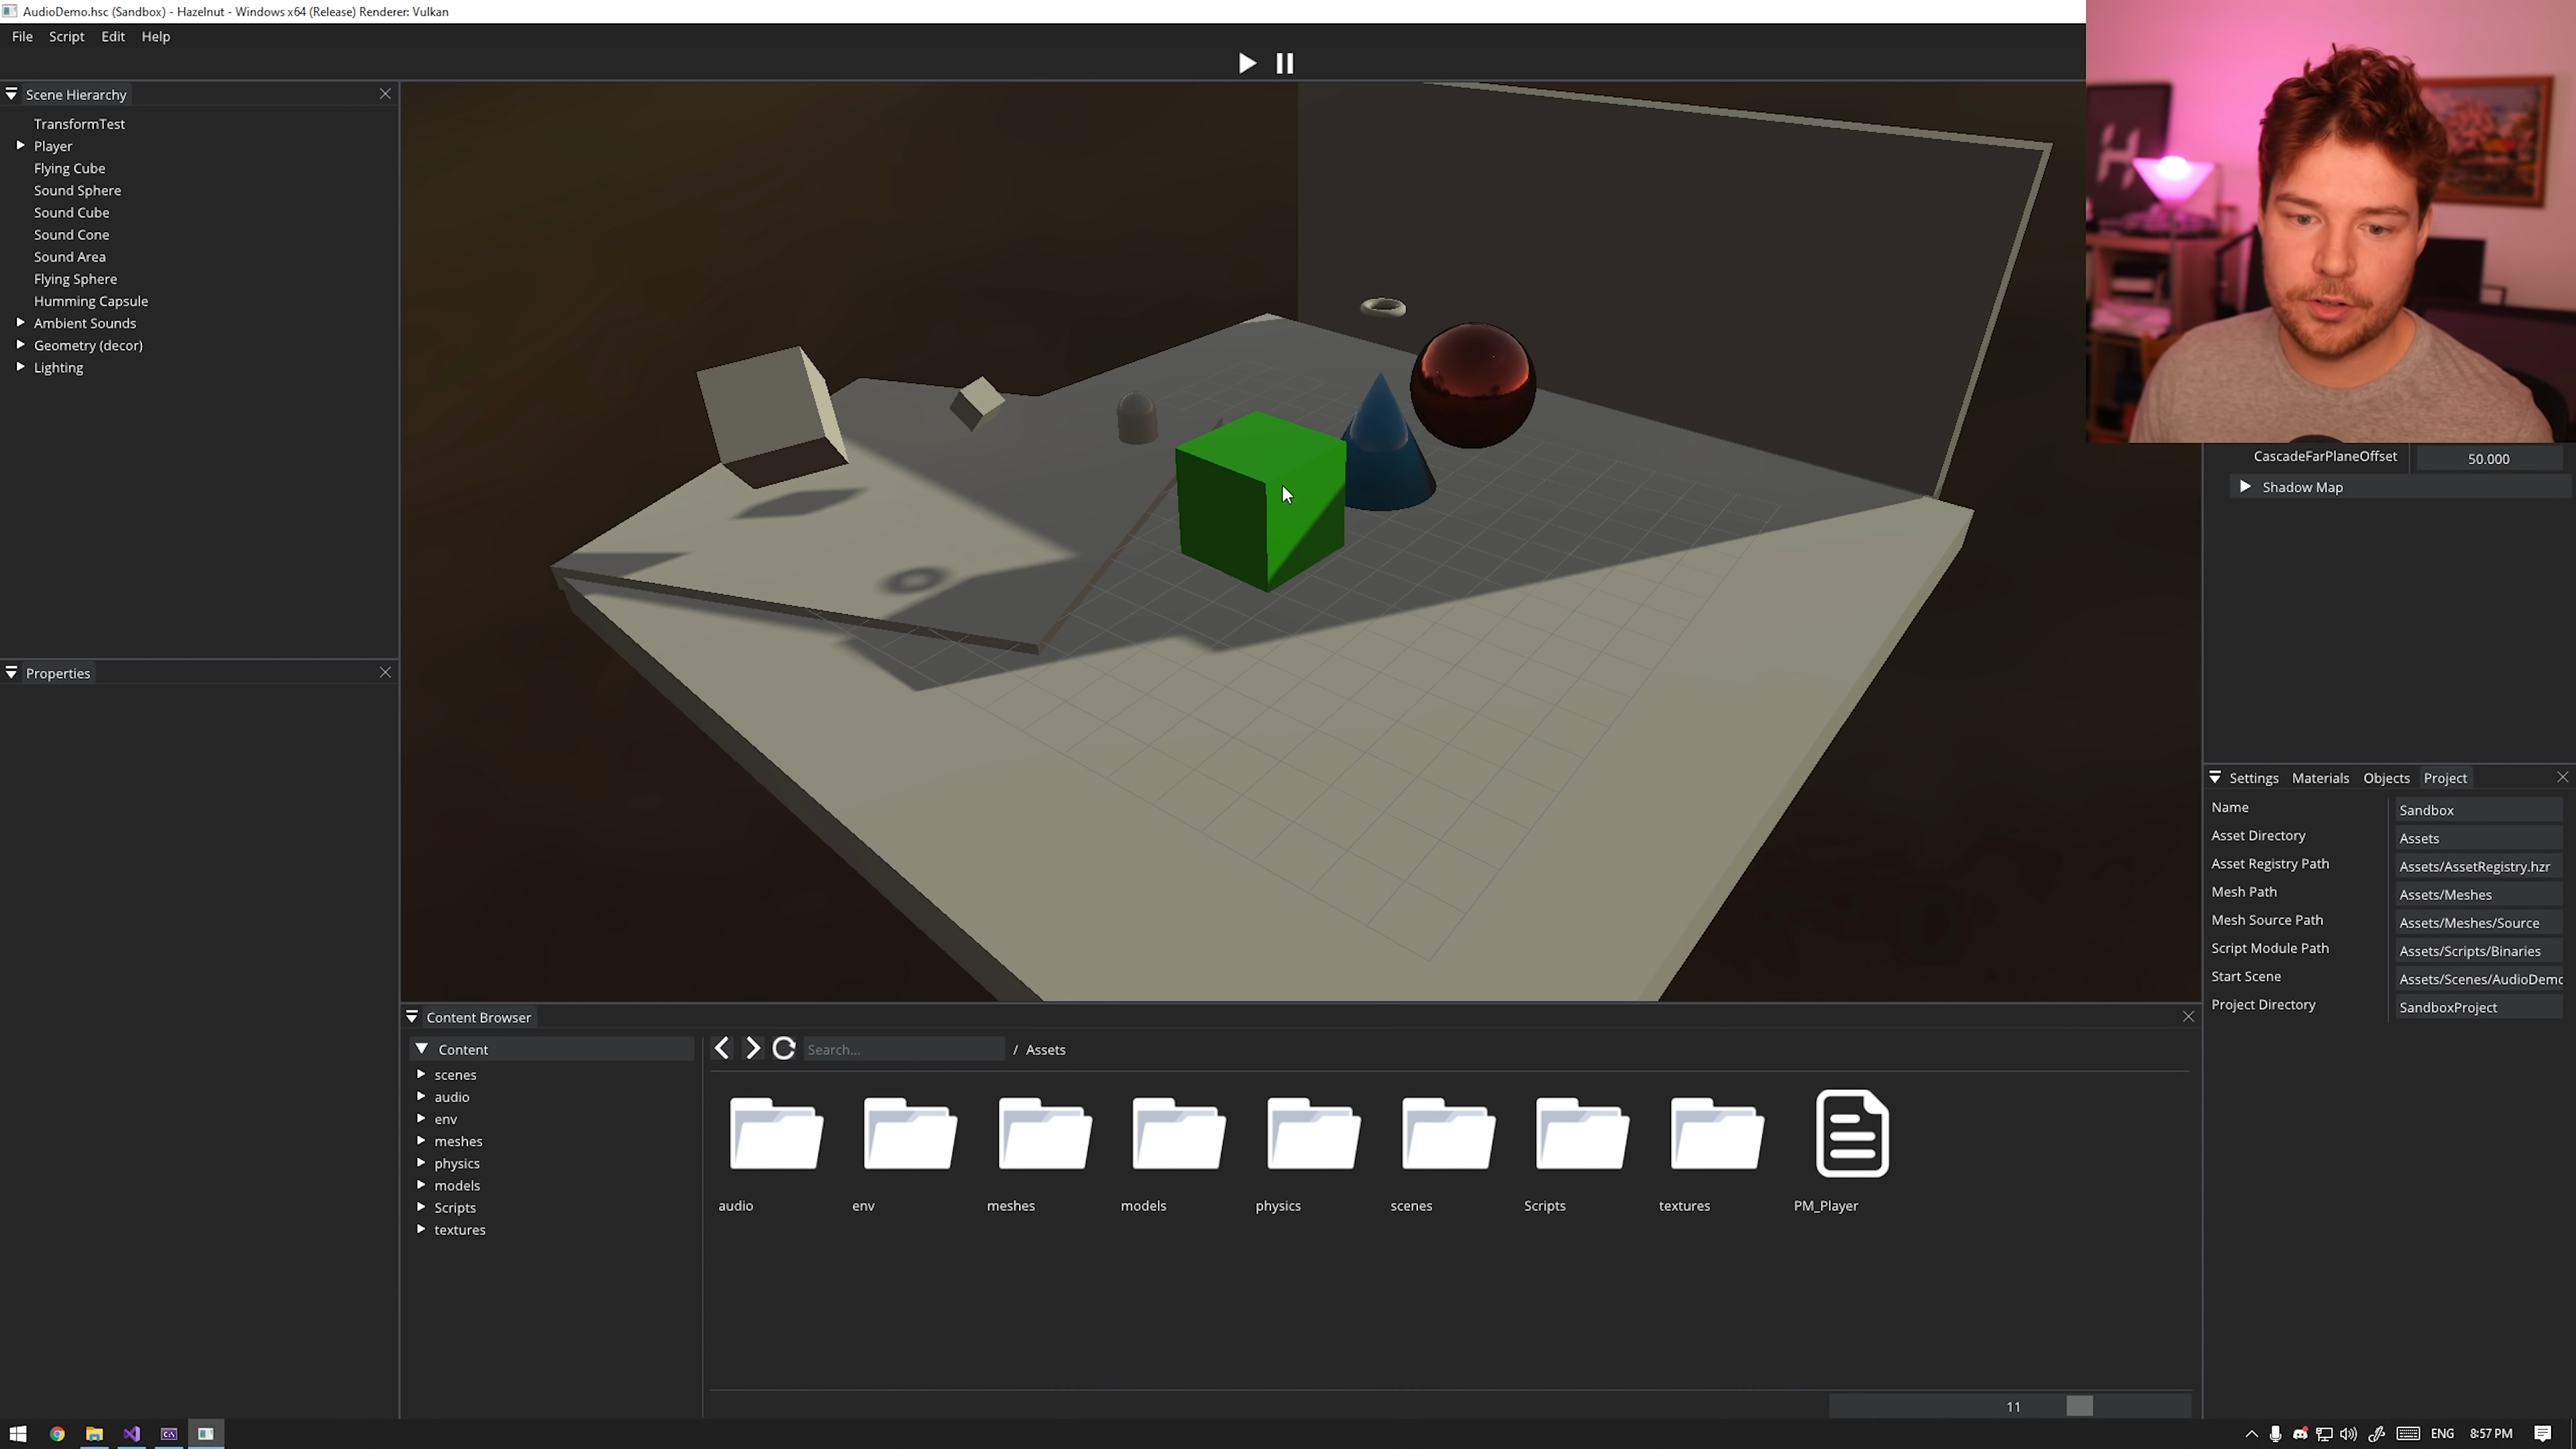 AudioDemo.hsc (Sandbox) - Hazelnut - Windows x64 (Release) Renderer: Vulkan
File Script Edit Help
Scene Hierarchy
TransformTest
Player
Flying Cube
Sound Sphere
Sound Cube
Sound Cone
Sound Area
Flying Sphere
Humming Capsule
Ambient Sounds
Geometry (decor)
Lighting
Properties
CascadeFarPlaneOffset 50.000
Shadow Map
Settings Materials Objects Project
Name Sandbox
Asset Directory Assets
Asset Registry Path Assets/AssetRegistry.hzr
Mesh Path Assets/Meshes
Mesh Source Path Assets/Meshes/Source
Script Module Path Assets/Scripts/Binaries
Start Scene Assets/Scenes/AudioDemo
Project Directory SandboxProject
Content Browser
Content
scenes
audio
env
meshes
physics
models
Scripts
textures
Search... / Assets
audio env meshes models physics scenes Scripts textures PM_Player
11
ENG 8:57 PM